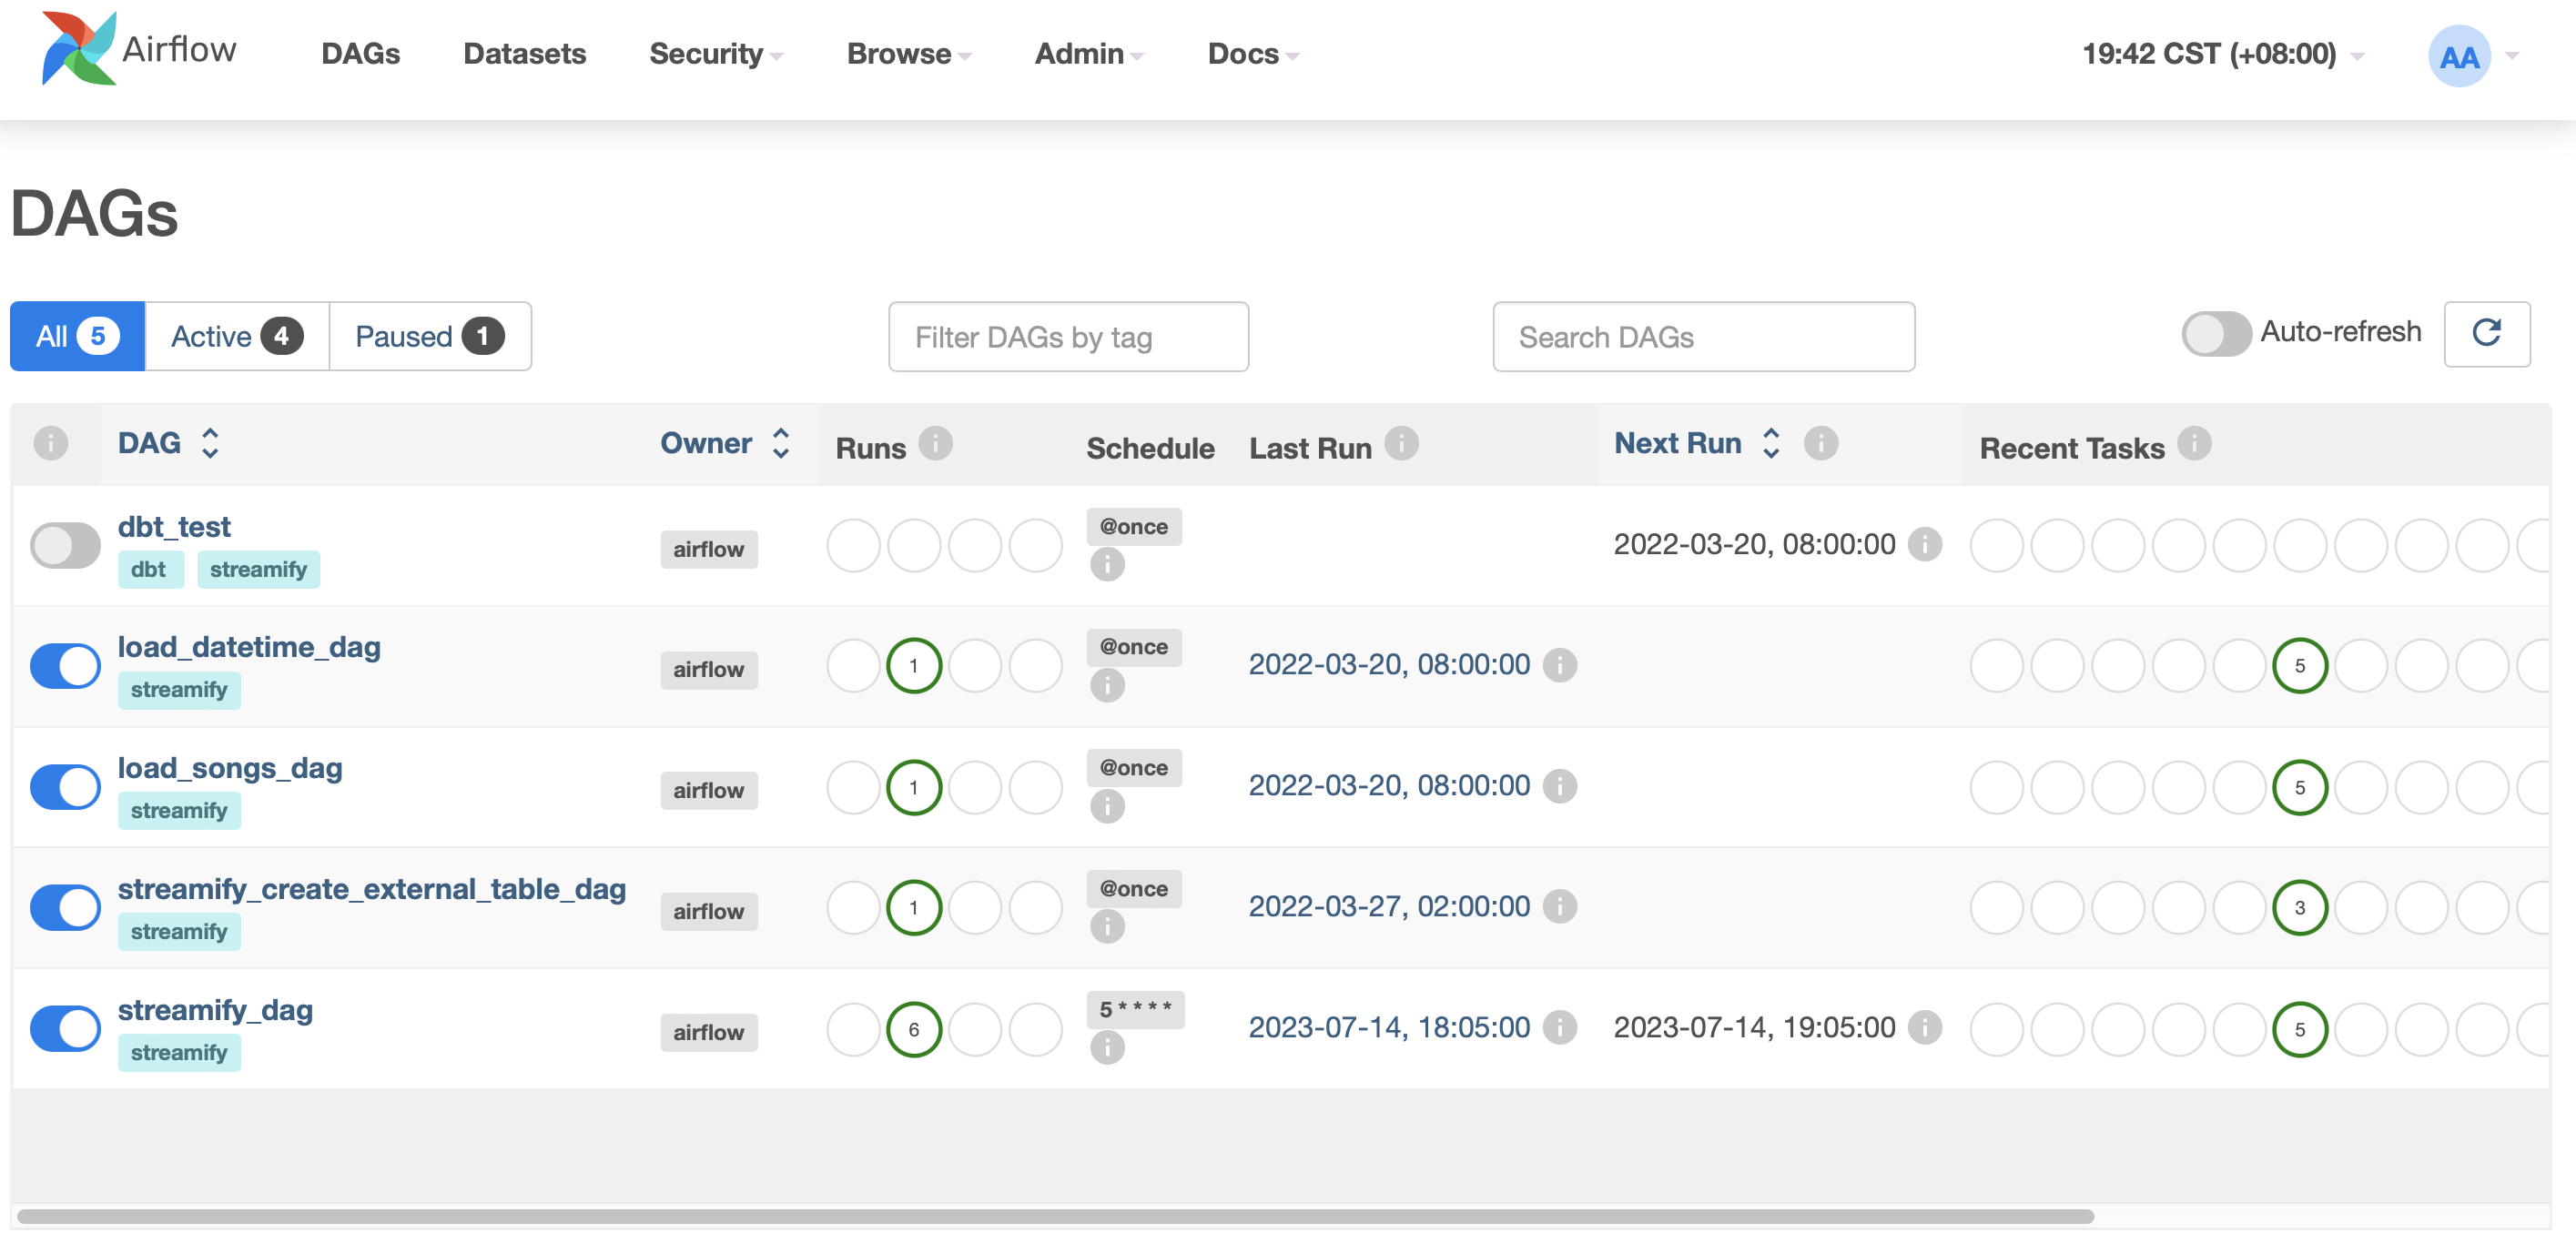 Airflow DAGs Datasets Security Browse Admin Docs 19:42 CST (+08:00) AA
DAGs
All 5 Active 4 Paused 1 Filter DAGs by tag Search DAGs Auto-refresh
i DAG Owner Runs i Schedule Last Run i Next Run i Recent Tasks i
dbt_test airflow @once 2022-03-20, 08:00:00 i
dbt streamify i
load_datetime_dag airflow 1 @once 2022-03-20, 08:00:00 i 5
streamify i
load_songs_dag airflow 1 @once 2022-03-20, 08:00:00 i 5
streamify i
streamify_create_external_table_dag airflow 1 @once 2022-03-27, 02:00:00 i 3
streamify i
streamify_dag airflow 6 5 * * * * 2023-07-14, 18:05:00 i 2023-07-14, 19:05:00 i 5
streamify i